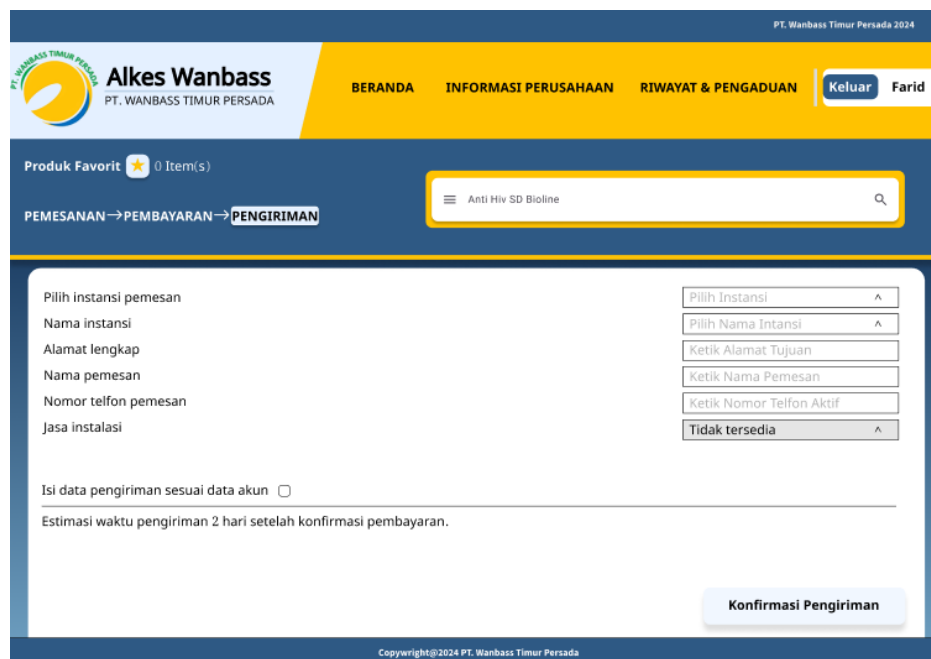 PT. Wanbass Timur Persada 2024
PT. WANBASS TIMUR PERSADA
Alkes Wanbass
PT. WANBASS TIMUR PERSADA
BERANDA INFORMASI PERUSAHAAN RIWAYAT & PENGADUAN Keluar Farid
Produk Favorit 0 Item(s)
Anti Hiv SD Bioline
PEMESANAN→PEMBAYARAN→PENGIRIMAN
Pilih instansi pemesan Pilih Instansi ^
Nama instansi Pilih Nama Intansi ^
Alamat lengkap Ketik Alamat Tujuan
Nama pemesan Ketik Nama Pemesan
Nomor telfon pemesan Ketik Nomor Telfon Aktif
Jasa instalasi Tidak tersedia ^
Isi data pengiriman sesuai data akun
Estimasi waktu pengiriman 2 hari setelah konfirmasi pembayaran.
Konfirmasi Pengiriman
Copywright@2024 PT. Wanbass Timur Persada